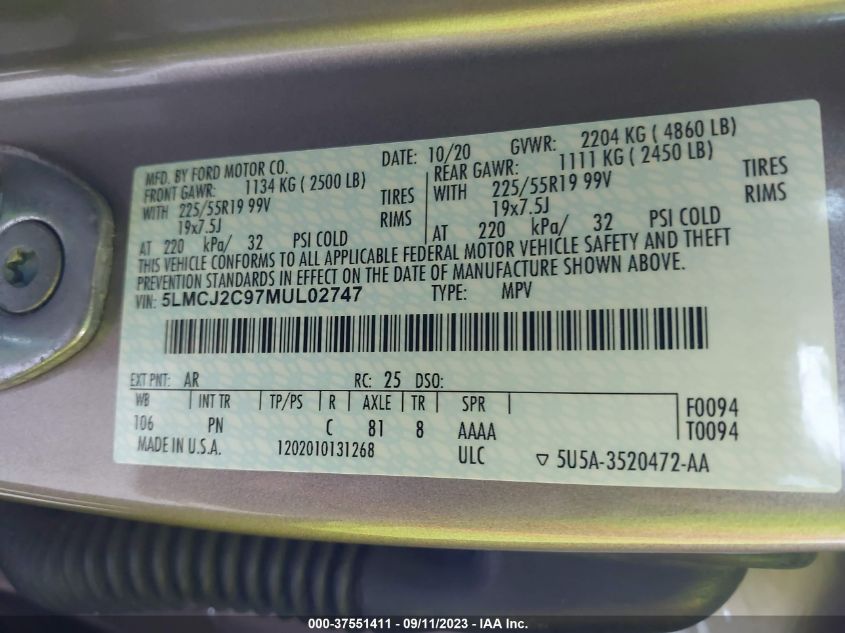 MFD. BY FORD MOTOR CO. DATE: 10/20 GVWR: 2204 KG ( 4860 LB)
FRONT GAWR: 1134 KG ( 2500 LB) REAR GAWR: 1111 KG ( 2450 LB)
WITH 225/55R19 99V TIRES WITH 225/55R19 99V TIRES
19x7.5J RIMS 19x7.5J RIMS
AT 220 kPa/ 32 PSI COLD AT 220 kPa/ 32 PSI COLD
THIS VEHICLE CONFORMS TO ALL APPLICABLE FEDERAL MOTOR VEHICLE SAFETY AND THEFT
PREVENTION STANDARDS IN EFFECT ON THE DATE OF MANUFACTURE SHOWN ABOVE.
VIN: 5LMCJ2C97MUL02747 TYPE: MPV
EXT PNT: AR RC: 25 DSO:
WB INT TR TP/PS R AXLE TR SPR F0094
106 PN C 81 8 AAAA T0094
MADE IN U.S.A. 1202010131268 ULC ▽ 5U5A-3520472-AA
000-37551411 - 09/11/2023 - IAA Inc.